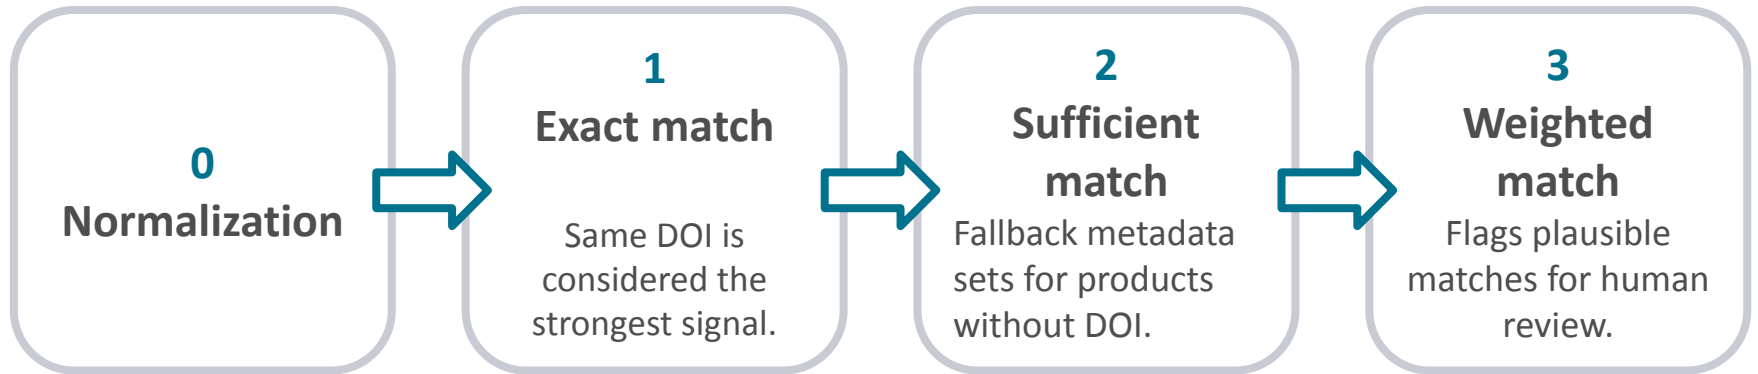 0
Normalization
1
Exact match
Same DOI is
considered the
strongest signal.
2
Sufficient
match
Fallback metadata
sets for products
without DOI.
3
Weighted
match
Flags plausible
matches for human
review.